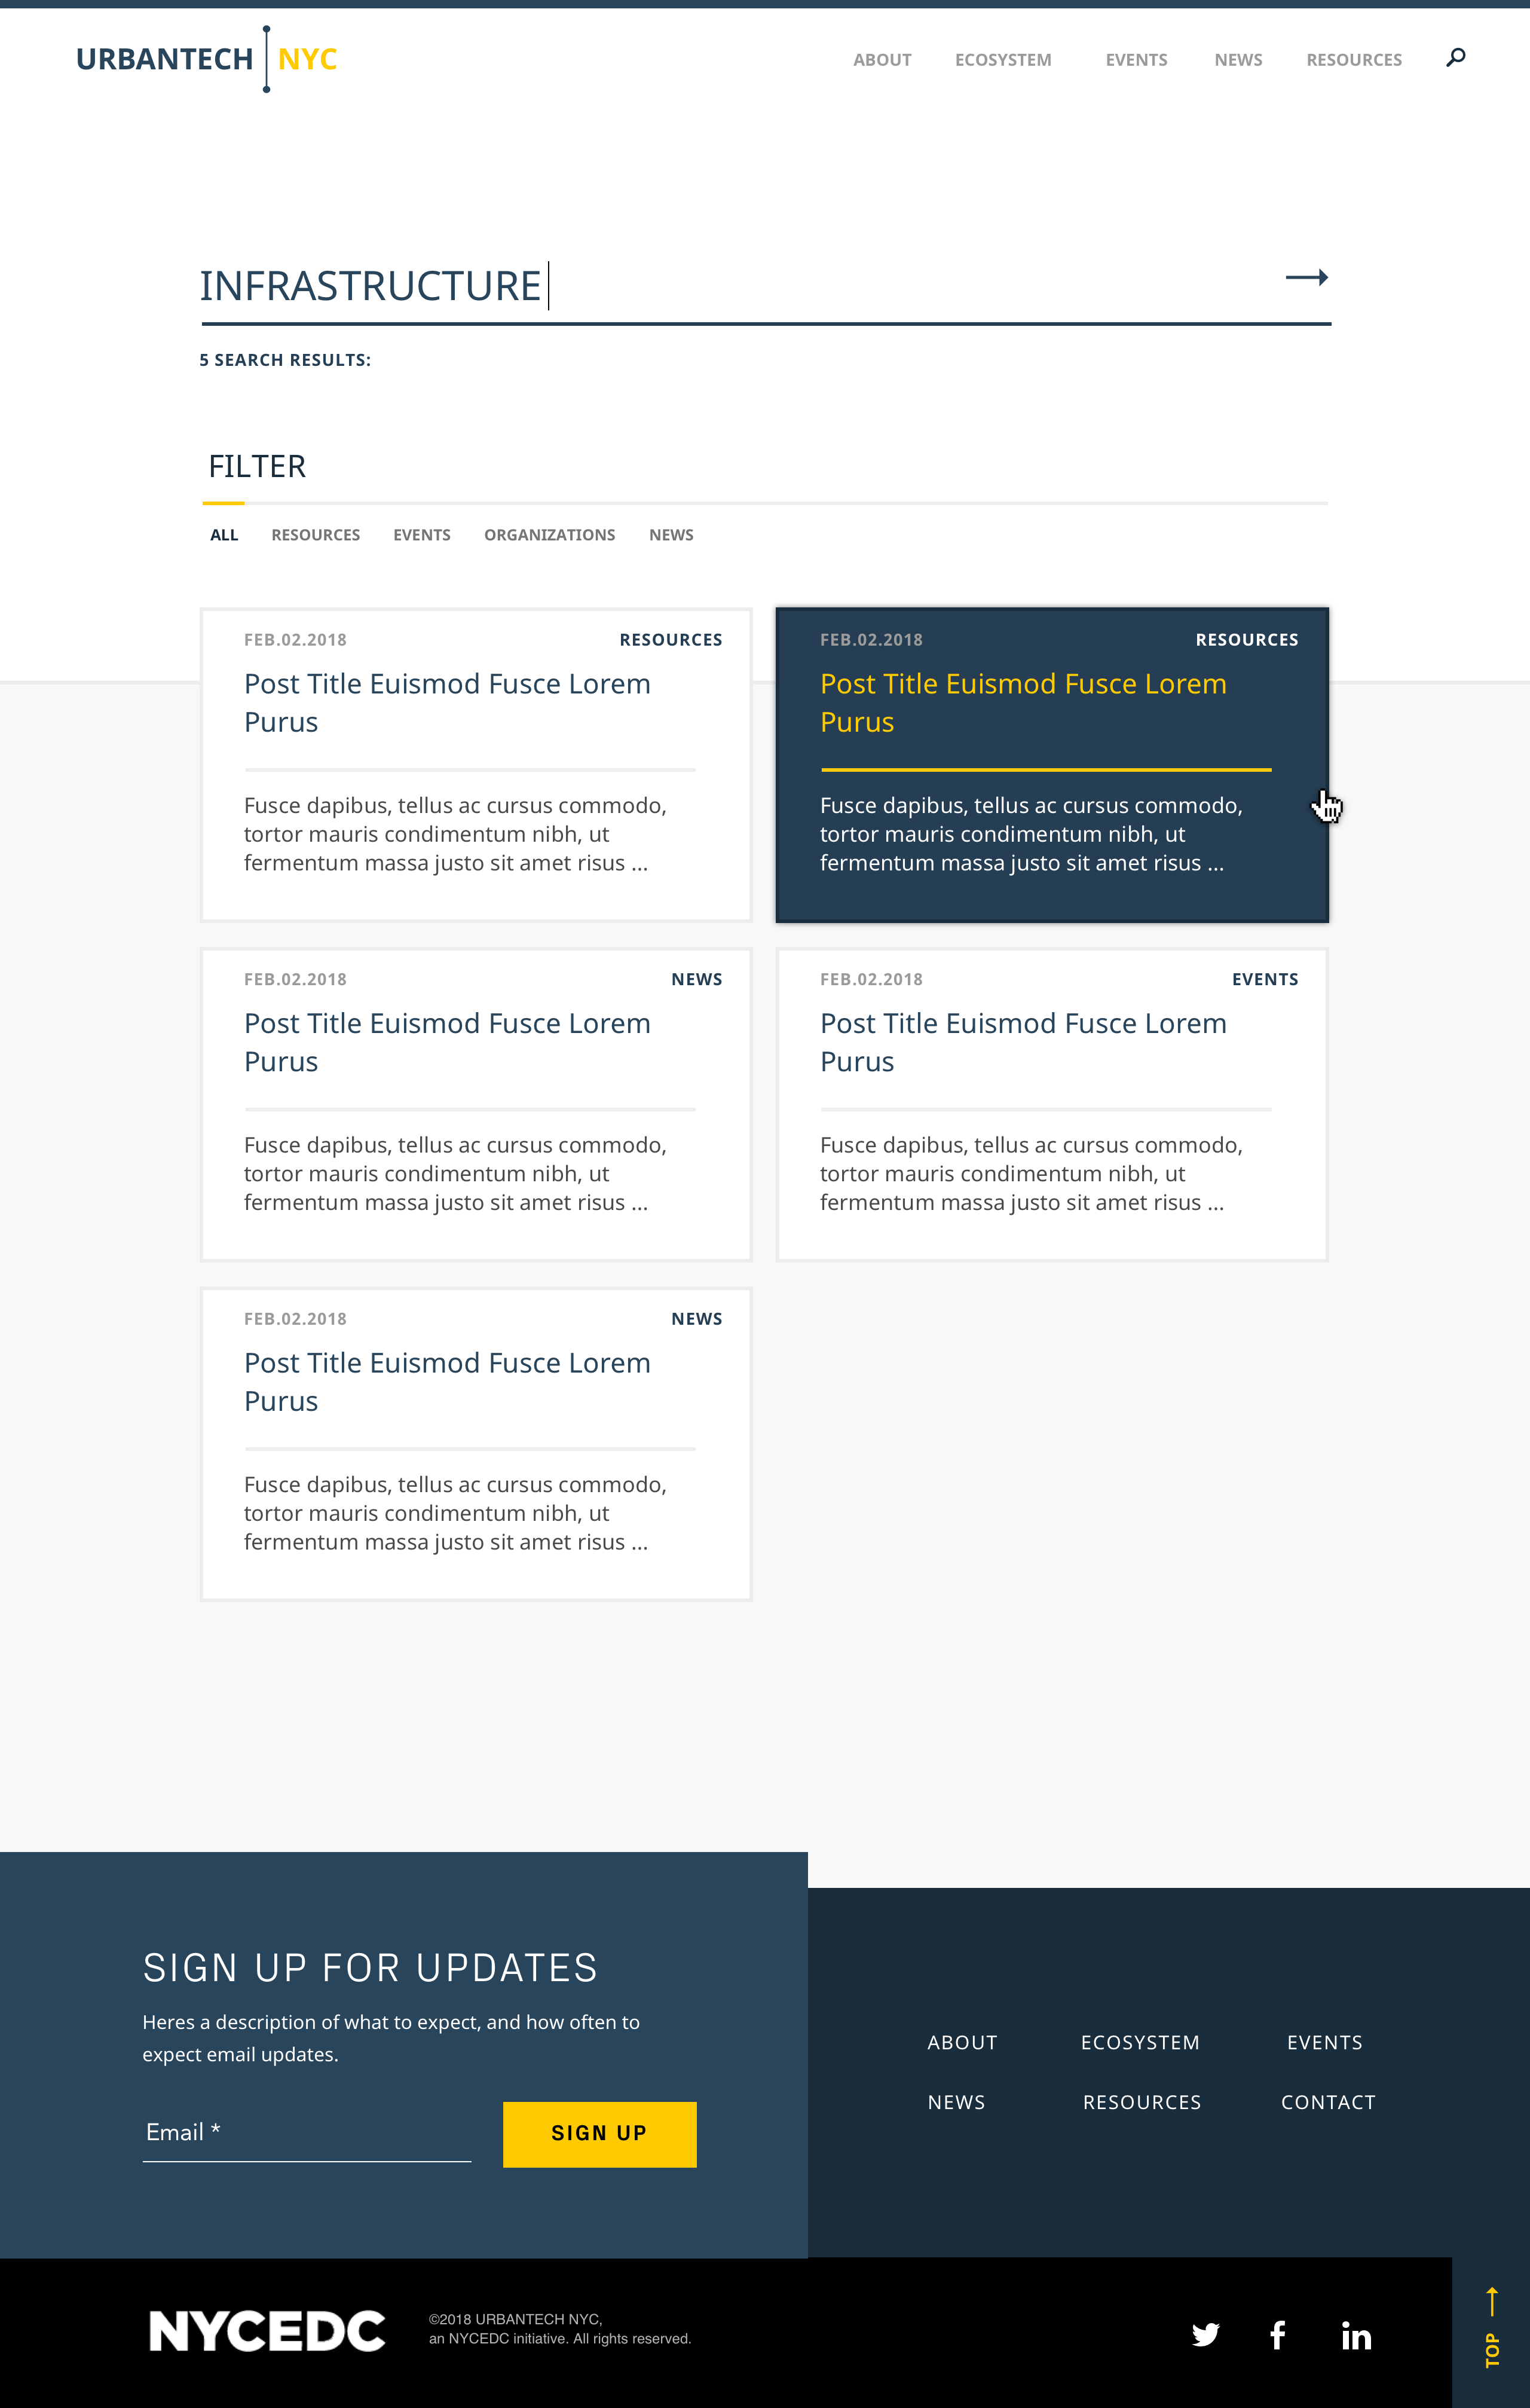 URBANTECH NYC
ABOUT ECOSYSTEM EVENTS NEWS RESOURCES
INFRASTRUCTURE
5 SEARCH RESULTS:
FILTER
ALL RESOURCES EVENTS ORGANIZATIONS NEWS
FEB.02.2018 RESOURCES
Post Title Euismod Fusce Lorem
Purus
Fusce dapibus, tellus ac cursus commodo,
tortor mauris condimentum nibh, ut
fermentum massa justo sit amet risus ...
FEB.02.2018 RESOURCES
Post Title Euismod Fusce Lorem
Purus
Fusce dapibus, tellus ac cursus commodo,
tortor mauris condimentum nibh, ut
fermentum massa justo sit amet risus ...
FEB.02.2018 NEWS
Post Title Euismod Fusce Lorem
Purus
Fusce dapibus, tellus ac cursus commodo,
tortor mauris condimentum nibh, ut
fermentum massa justo sit amet risus ...
FEB.02.2018 EVENTS
Post Title Euismod Fusce Lorem
Purus
Fusce dapibus, tellus ac cursus commodo,
tortor mauris condimentum nibh, ut
fermentum massa justo sit amet risus ...
FEB.02.2018 NEWS
Post Title Euismod Fusce Lorem
Purus
Fusce dapibus, tellus ac cursus commodo,
tortor mauris condimentum nibh, ut
fermentum massa justo sit amet risus ...
SIGN UP FOR UPDATES
Heres a description of what to expect, and how often to
expect email updates.
Email *
SIGN UP
ABOUT ECOSYSTEM EVENTS
NEWS RESOURCES CONTACT
NYCEDC
©2018 URBANTECH NYC,
an NYCEDC initiative. All rights reserved.
TOP